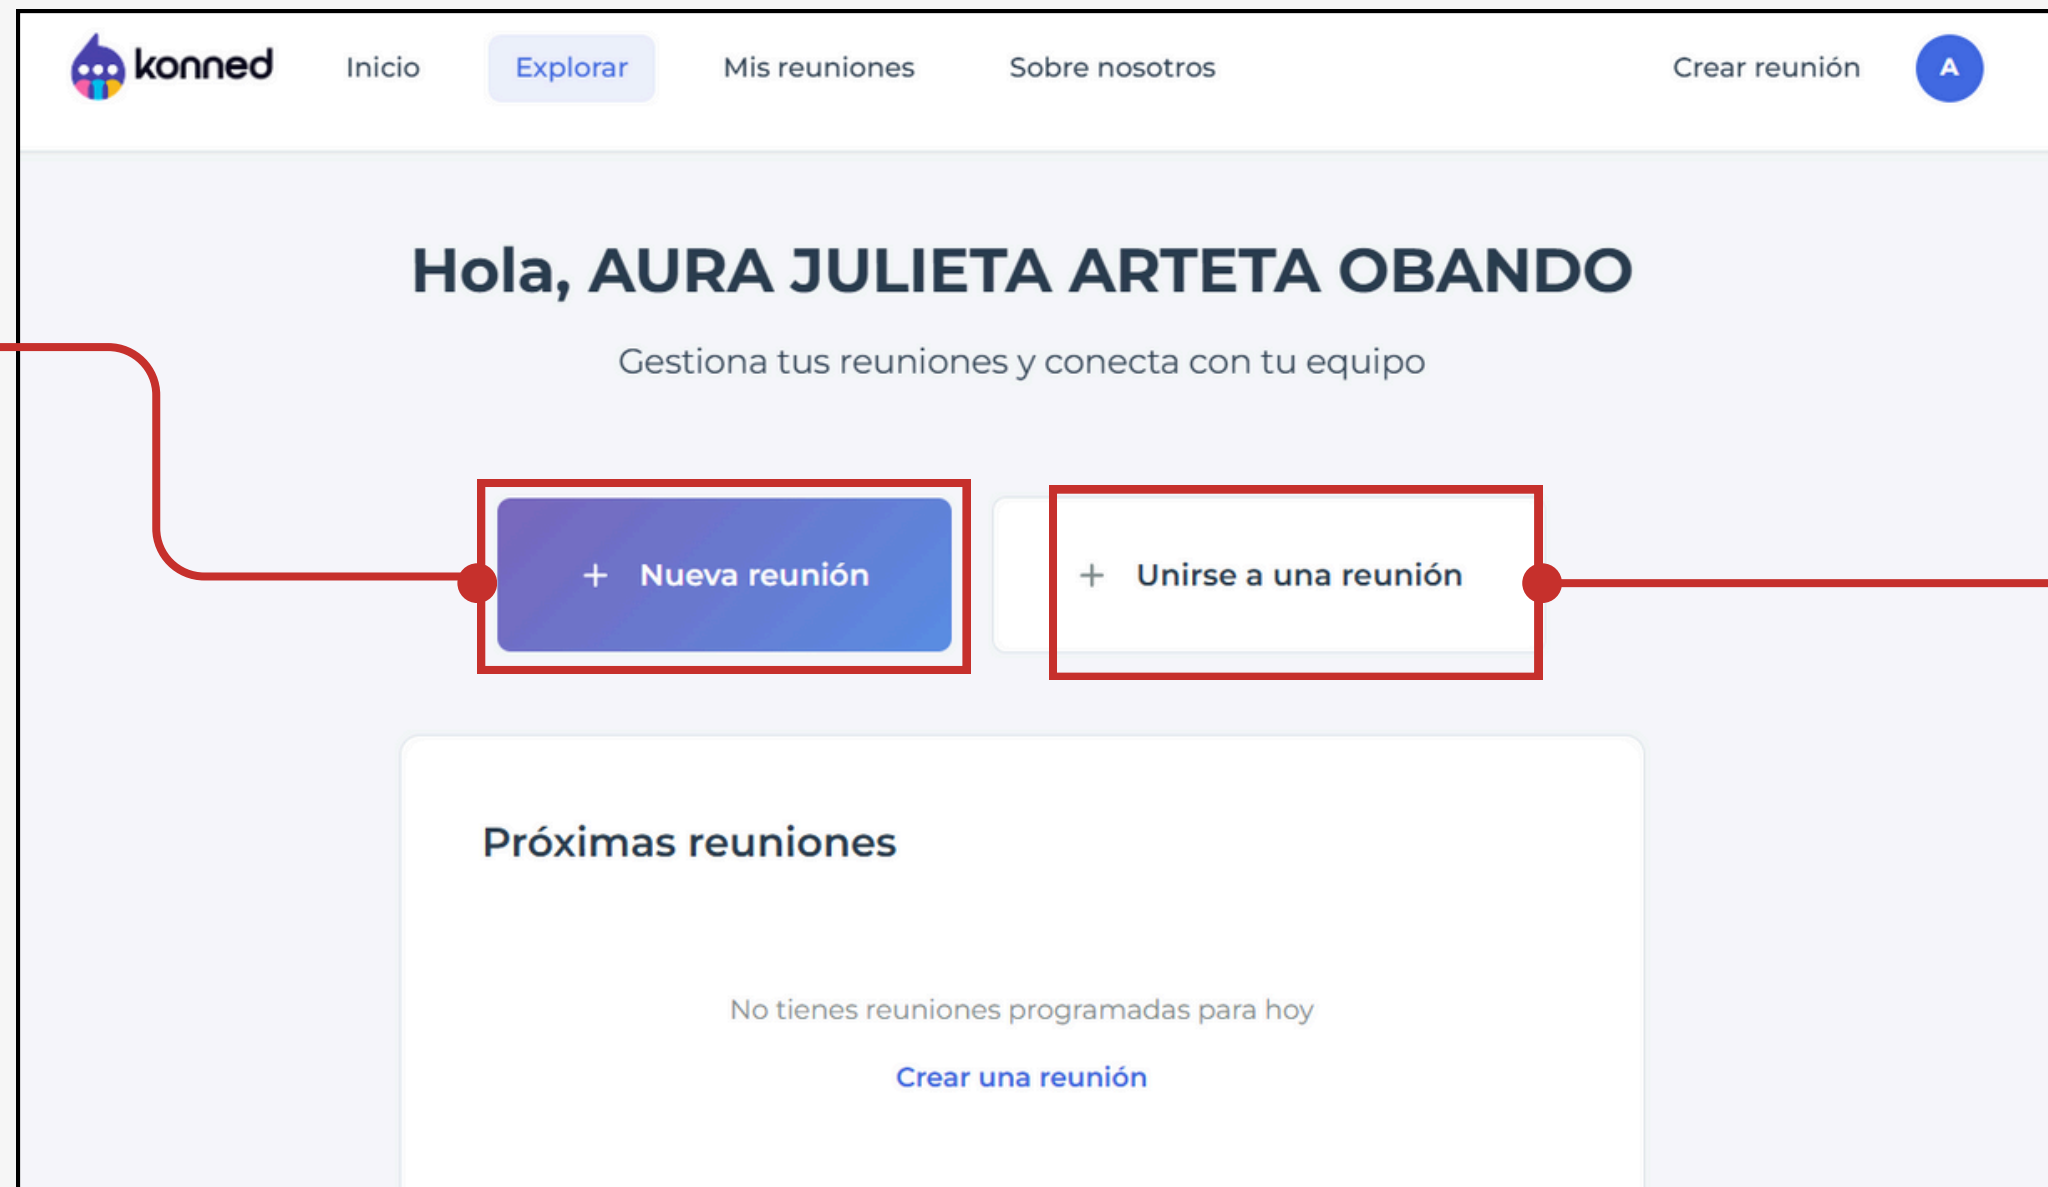 konned
Inicio
Explorar
Mis reuniones
Sobre nosotros
Crear reunión
A
Hola, AURA JULIETA ARTETA OBANDO
Gestiona tus reuniones y conecta con tu equipo
+ Nueva reunión
+ Unirse a una reunión
Próximas reuniones
No tienes reuniones programadas para hoy
Crear una reunión